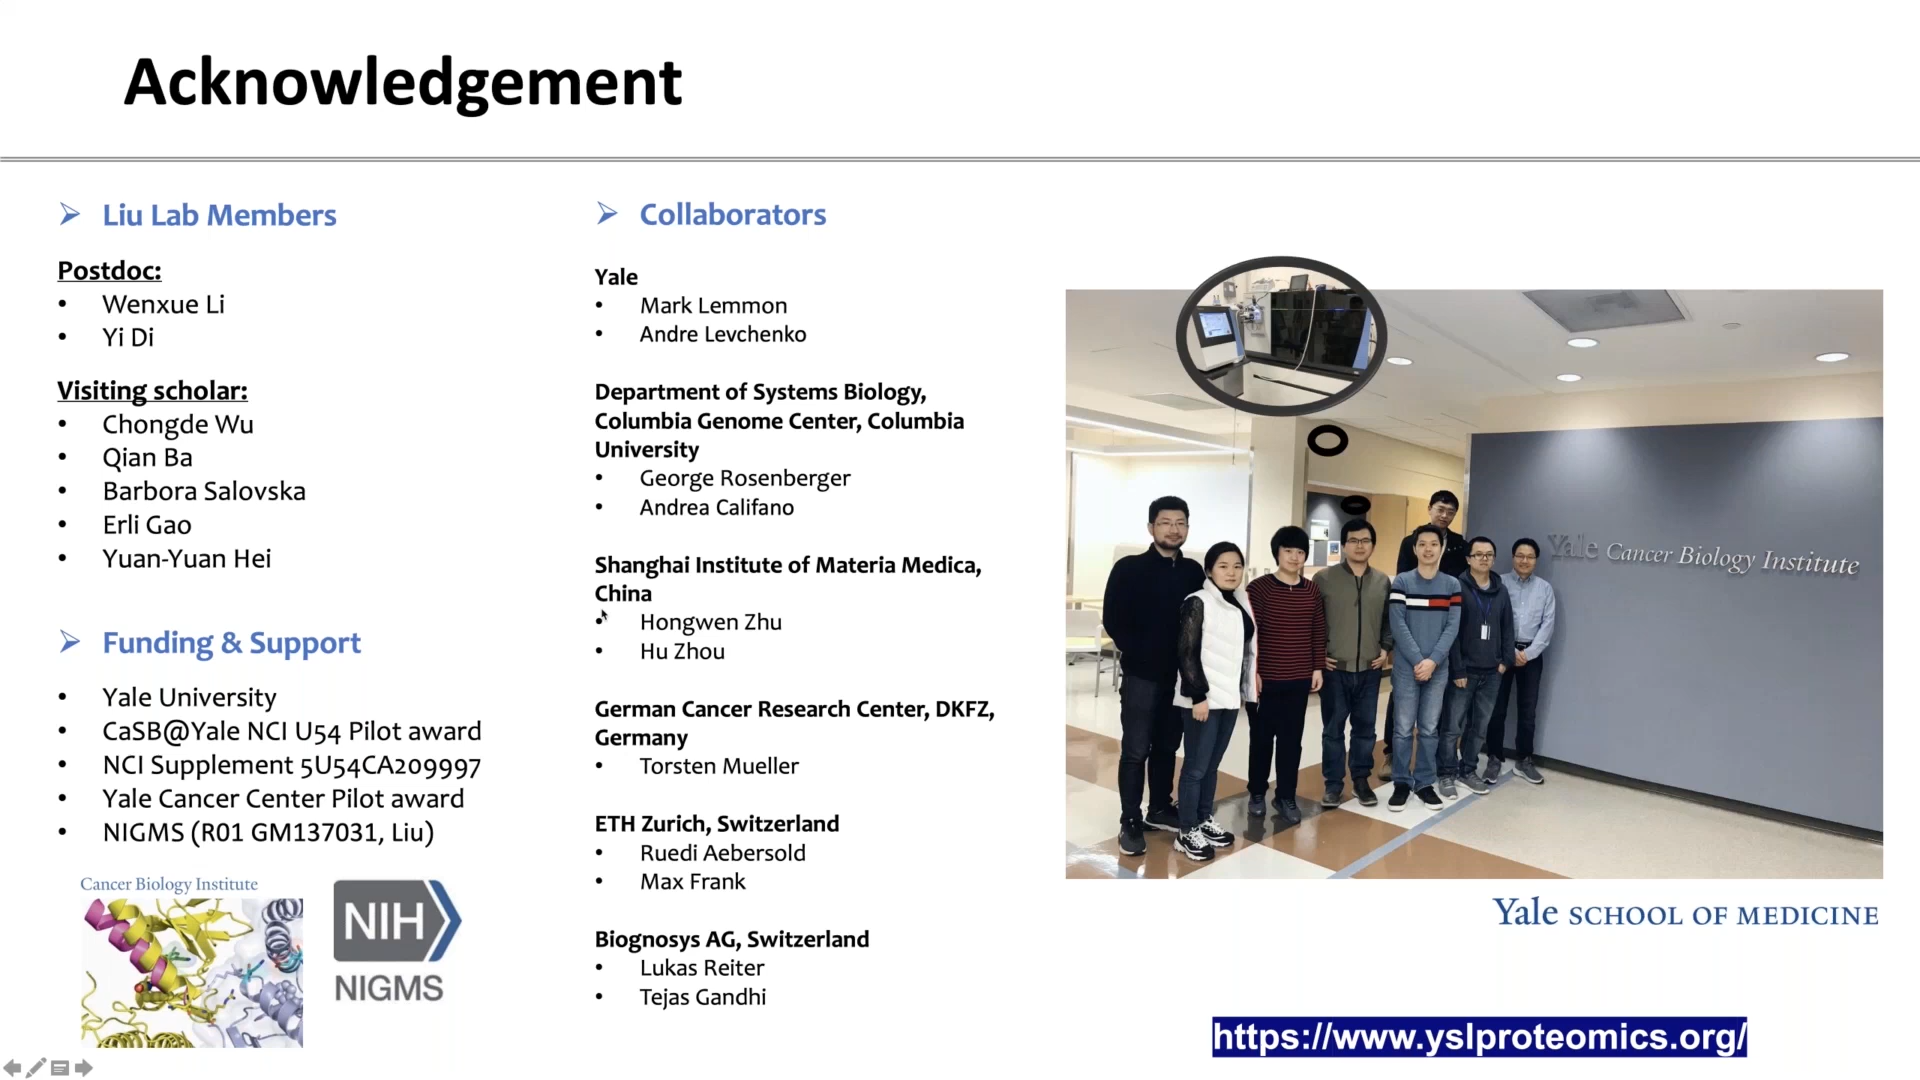 Acknowledgement
Liu Lab Members
Postdoc:
• Wenxue Li
• Yi Di
Visiting scholar:
• Chongde Wu
• Qian Ba
• Barbora Salovska
• Erli Gao
• Yuan-Yuan Hei
Funding & Support
• Yale University
• CaSB@Yale NCI U54 Pilot award
• NCI Supplement 5U54CA209997
• Yale Cancer Center Pilot award
• NIGMS (R01 GM137031, Liu)
Cancer Biology Institute
NIH
NIGMS
Collaborators
Yale
• Mark Lemmon
• Andre Levchenko
Department of Systems Biology,
Columbia Genome Center, Columbia
University
• George Rosenberger
• Andrea Califano
Shanghai Institute of Materia Medica,
China
• Hongwen Zhu
• Hu Zhou
German Cancer Research Center, DKFZ,
Germany
• Torsten Mueller
ETH Zurich, Switzerland
• Ruedi Aebersold
• Max Frank
Biognosys AG, Switzerland
• Lukas Reiter
• Tejas Gandhi
Yale Cancer Biology Institute
Yale SCHOOL OF MEDICINE
https://www.yslproteomics.org/